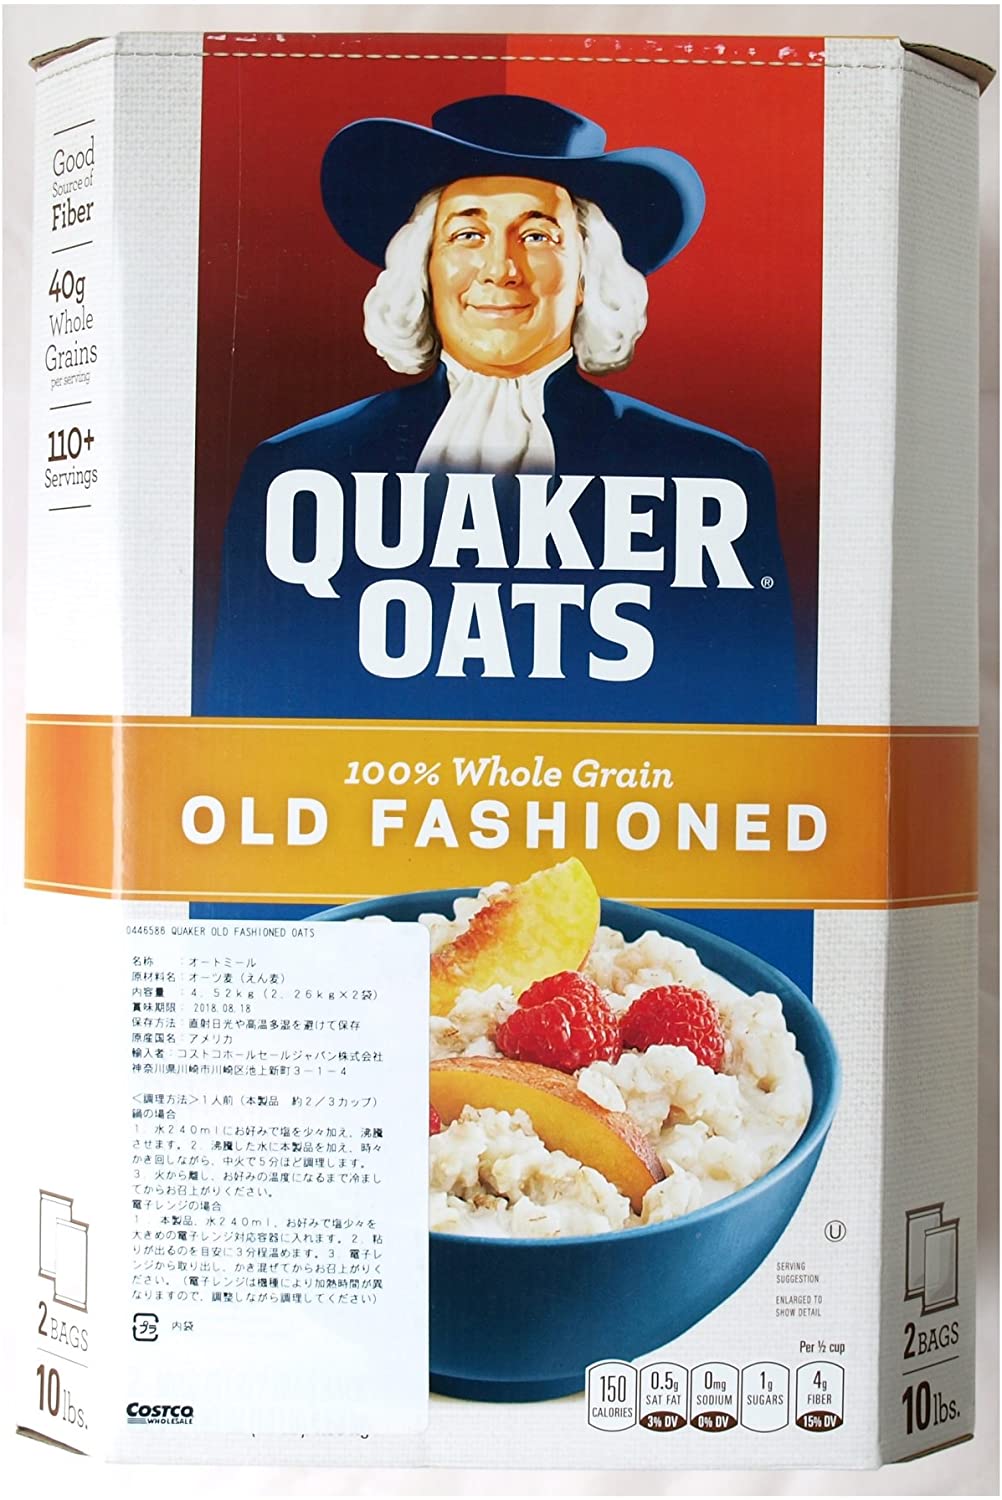 Good
Source of
Fiber
40g
Whole
Grains
per serving
110+
Servings
QUAKER
OATS®
100% Whole Grain
OLD FASHIONED
0446586 QUAKER OLD FASHIONED OATS
名称　：オートミール
原材料名：オーツ麦（えん麦）
内容量　：４．５２ｋｇ（２．２６ｋｇ×２袋）
賞味期限： 2018.08.18
保存方法：直射日光や高温多湿を避けて保存
原産国名：アメリカ
輸入者：コストコホールセールジャパン株式会社
神奈川県川崎市川崎区池上新町３－１－４
＜調理方法＞１人前（本製品　約２／３カップ）
鍋の場合
１．水２４０ｍｌにお好みで塩を少々加え、沸騰
させます。２．沸騰した水に本製品を加え、時々
かき回しながら、中火で５分ほど調理します。
３．火から離し、お好みの温度になるまで冷まし
てからお召上がりください。
電子レンジの場合
１．本製品、水２４０ｍｌ、お好みで塩少々を
大きめの電子レンジ対応容器に入れます。２．粘
りが出るのを目安に３分程温めます。３．電子レ
ンジから取り出し、かき混ぜてからお召上がりく
ださい。（電子レンジは機種により加熱時間が異
なりますので、調整しながら調理してください）
プラ 内袋
COSTCO
WHOLESALE
2 BAGS
10 lbs.
U
SERVING
SUGGESTION
ENLARGED TO
SHOW DETAIL
Per ½ cup
150
CALORIES
0.5g
SAT FAT
3% DV
0mg
SODIUM
0% DV
1g
SUGARS
4g
FIBER
15% DV
2 BAGS
10 lbs.